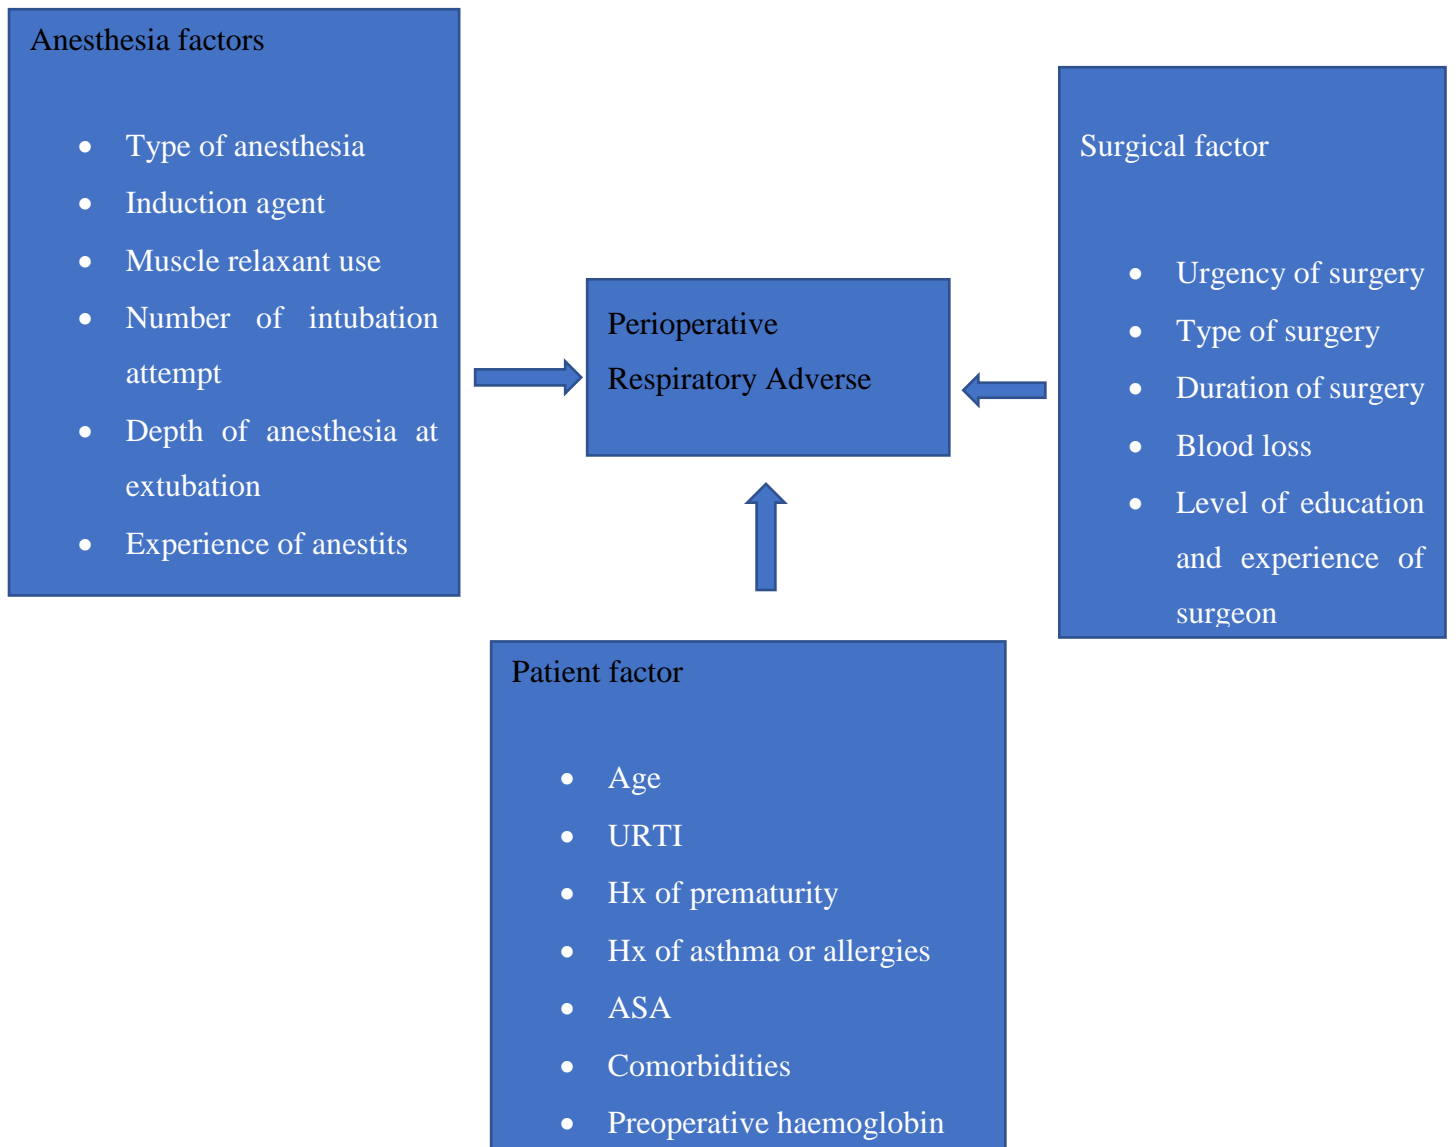 Anesthesia factors
• Type of anesthesia
• Induction agent
• Muscle relaxant use
• Number of intubation
attempt
• Depth of anesthesia at
extubation
• Experience of anestits
Perioperative
Respiratory Adverse
Surgical factor
• Urgency of surgery
• Type of surgery
• Duration of surgery
• Blood loss
• Level of education
and experience of
surgeon
Patient factor
• Age
• URTI
• Hx of prematurity
• Hx of asthma or allergies
• ASA
• Comorbidities
• Preoperative haemoglobin